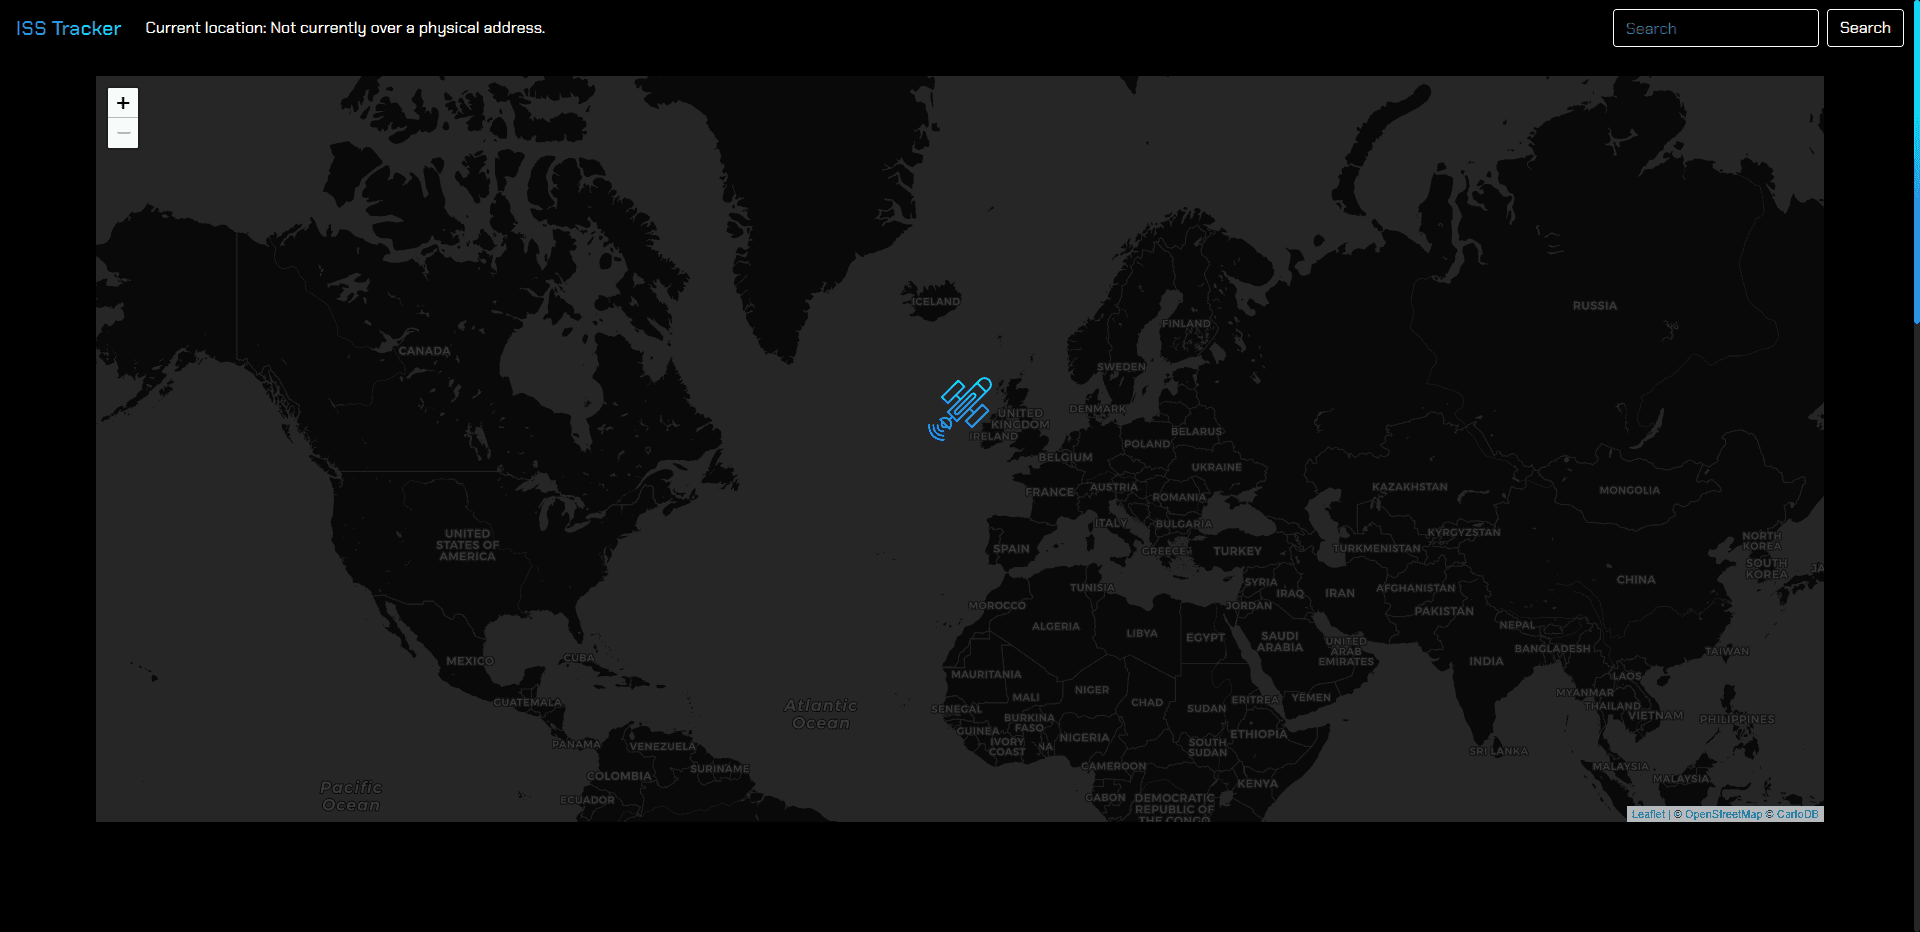 ISS Tracker
Current location: Not currently over a physical address.
Search
Search
+
−
ICELAND
RUSSIA
FINLAND
CANADA
SWEDEN
DENMARK
UNITED
KINGDOM
IRELAND
BELARUS
POLAND
BELGIUM
UKRAINE
FRANCE
AUSTRIA
KAZAKHSTAN
MONGOLIA
ROMANIA
ITALY
BULGARIA
UNITED
STATES OF
AMERICA
KYRGYZSTAN
NORTH
KOREA
SPAIN
GREECE
TURKEY
TURKMENISTAN
SOUTH
KOREA
JA
TUNISIA
SYRIA
IRAQ
IRAN
AFGHANISTAN
CHINA
MOROCCO
JORDAN
PAKISTAN
ALGERIA
LIBYA
EGYPT
SAUDI
ARABIA
UNITED
ARAB
EMIRATES
NEPAL
BANGLADESH
TAIWAN
MEXICO
CUBA
INDIA
MAURITANIA
LAOS
GUATEMALA
MALI
NIGER
CHAD
ERITREA
YEMEN
MYANMAR
Atlantic
Ocean
SENEGAL
SUDAN
THAILAND
VIETNAM
PHILIPPINES
BURKINA
FASO
GUINEA
IVORY
COAST
NA
NIGERIA
ETHIOPIA
PANAMA
VENEZUELA
SOUTH
SUDAN
SRI LANKA
COLOMBIA
SURINAME
CAMEROON
MALAYSIA
MALAYSIA
Pacific
Ocean
KENYA
ECUADOR
GABON
DEMOCRATIC
REPUBLIC OF
THE CONGO
Leaflet | © OpenStreetMap © CartoDB